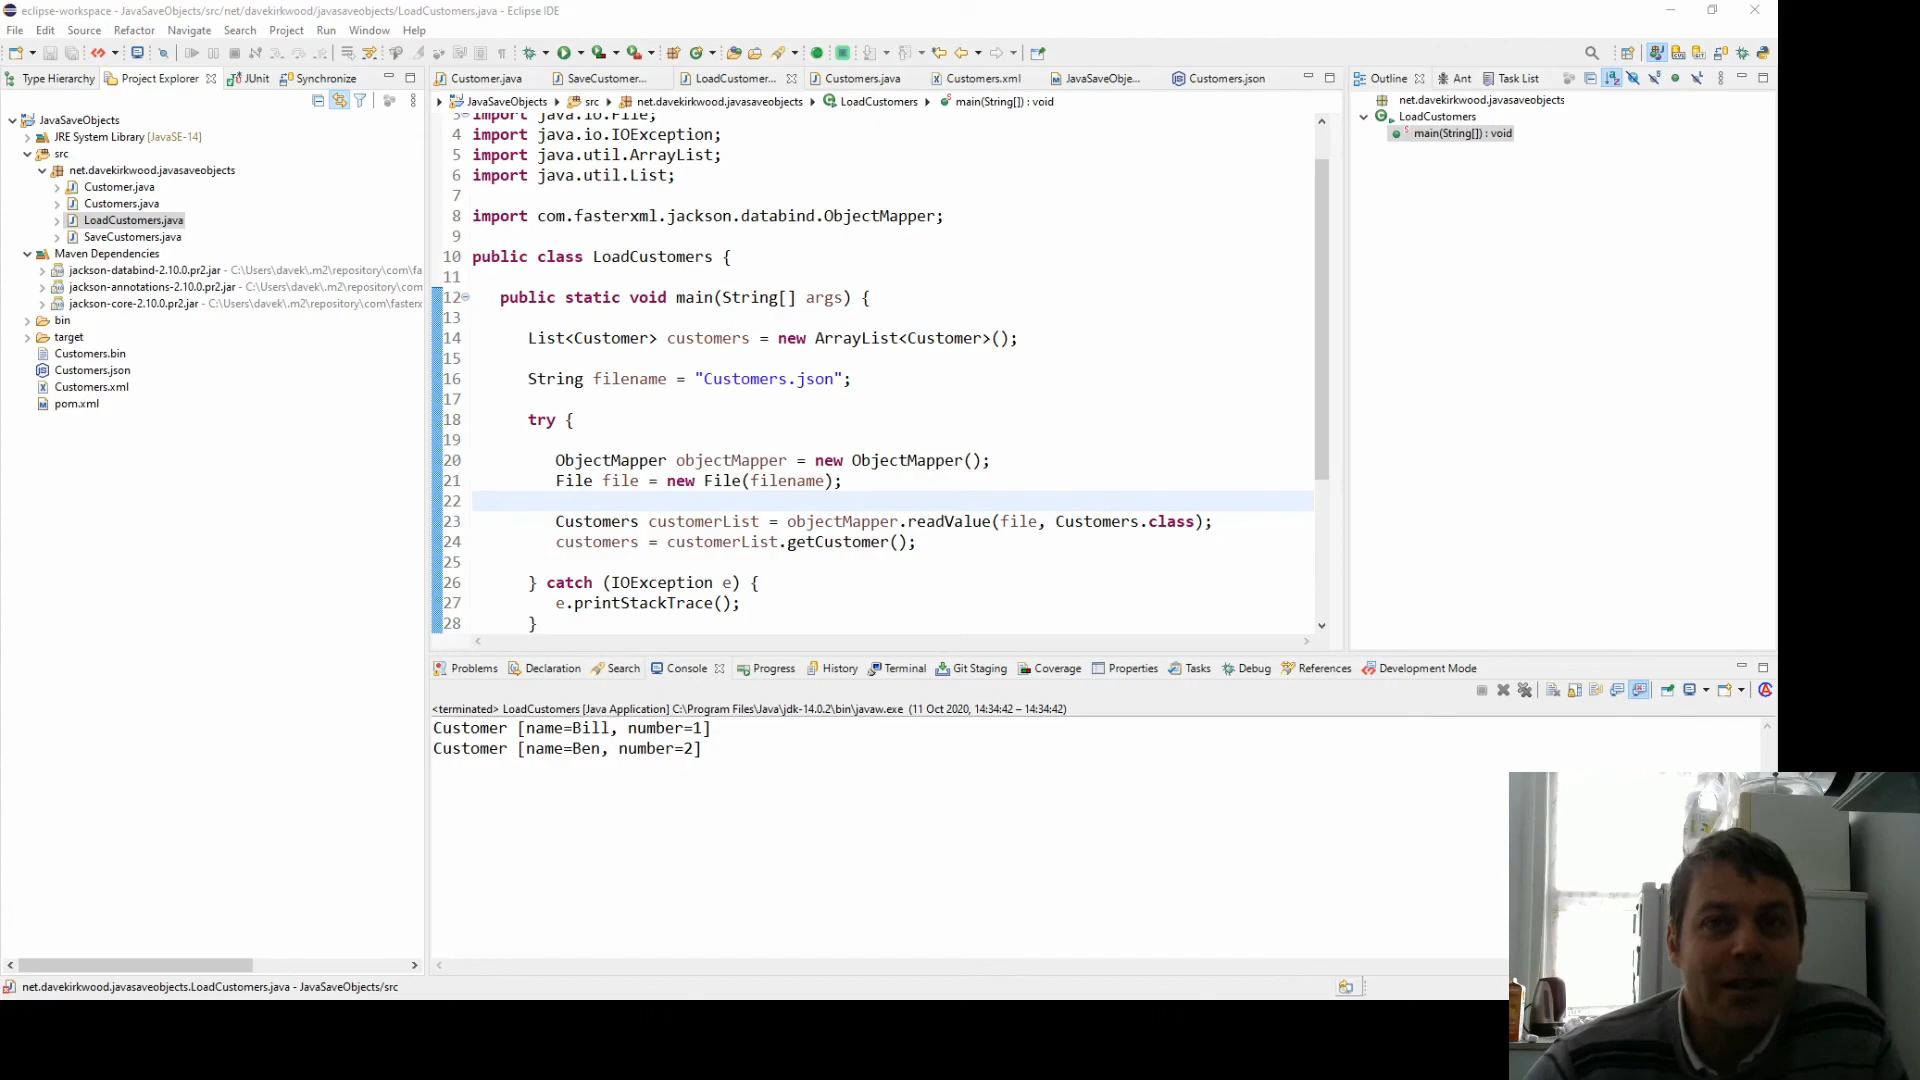 eclipse-workspace - JavaSaveObjects/src/net/davekirkwood/javasaveobjects/LoadCustomers.java - Eclipse IDE
File Edit Source Refactor Navigate Search Project Run Window Help
Type Hierarchy Project Explorer JUnit Synchronize
JavaSaveObjects
JRE System Library [JavaSE-14]
src
net.davekirkwood.javasaveobjects
Customer.java
Customers.java
LoadCustomers.java
SaveCustomers.java
Maven Dependencies
jackson-databind-2.10.0.pr2.jar - C:\Users\davek\.m2\repository\com\fa
jackson-annotations-2.10.0.pr2.jar - C:\Users\davek\.m2\repository\com
jackson-core-2.10.0.pr2.jar - C:\Users\davek\.m2\repository\com\fasterx
bin
target
Customers.bin
Customers.json
Customers.xml
pom.xml
Customer.java SaveCustomer... LoadCustomer... Customers.java Customers.xml JavaSaveObje... Customers.json
JavaSaveObjects src net.davekirkwood.javasaveobjects LoadCustomers main(String[]) : void
3 import java.io.File;
4 import java.io.IOException;
5 import java.util.ArrayList;
6 import java.util.List;
7
8 import com.fasterxml.jackson.databind.ObjectMapper;
9
10 public class LoadCustomers {
11
12 public static void main(String[] args) {
13
14 List<Customer> customers = new ArrayList<Customer>();
15
16 String filename = "Customers.json";
17
18 try {
19
20 ObjectMapper objectMapper = new ObjectMapper();
21 File file = new File(filename);
22
23 Customers customerList = objectMapper.readValue(file, Customers.class);
24 customers = customerList.getCustomer();
25
26 } catch (IOException e) {
27 e.printStackTrace();
28 }
Outline Ant Task List
net.davekirkwood.javasaveobjects
LoadCustomers
main(String[]) : void
Problems Declaration Search Console Progress History Terminal Git Staging Coverage Properties Tasks Debug References Development Mode
<terminated> LoadCustomers [Java Application] C:\Program Files\Java\jdk-14.0.2\bin\javaw.exe (11 Oct 2020, 14:34:42 – 14:34:42)
Customer [name=Bill, number=1]
Customer [name=Ben, number=2]
net.davekirkwood.javasaveobjects.LoadCustomers.java - JavaSaveObjects/src